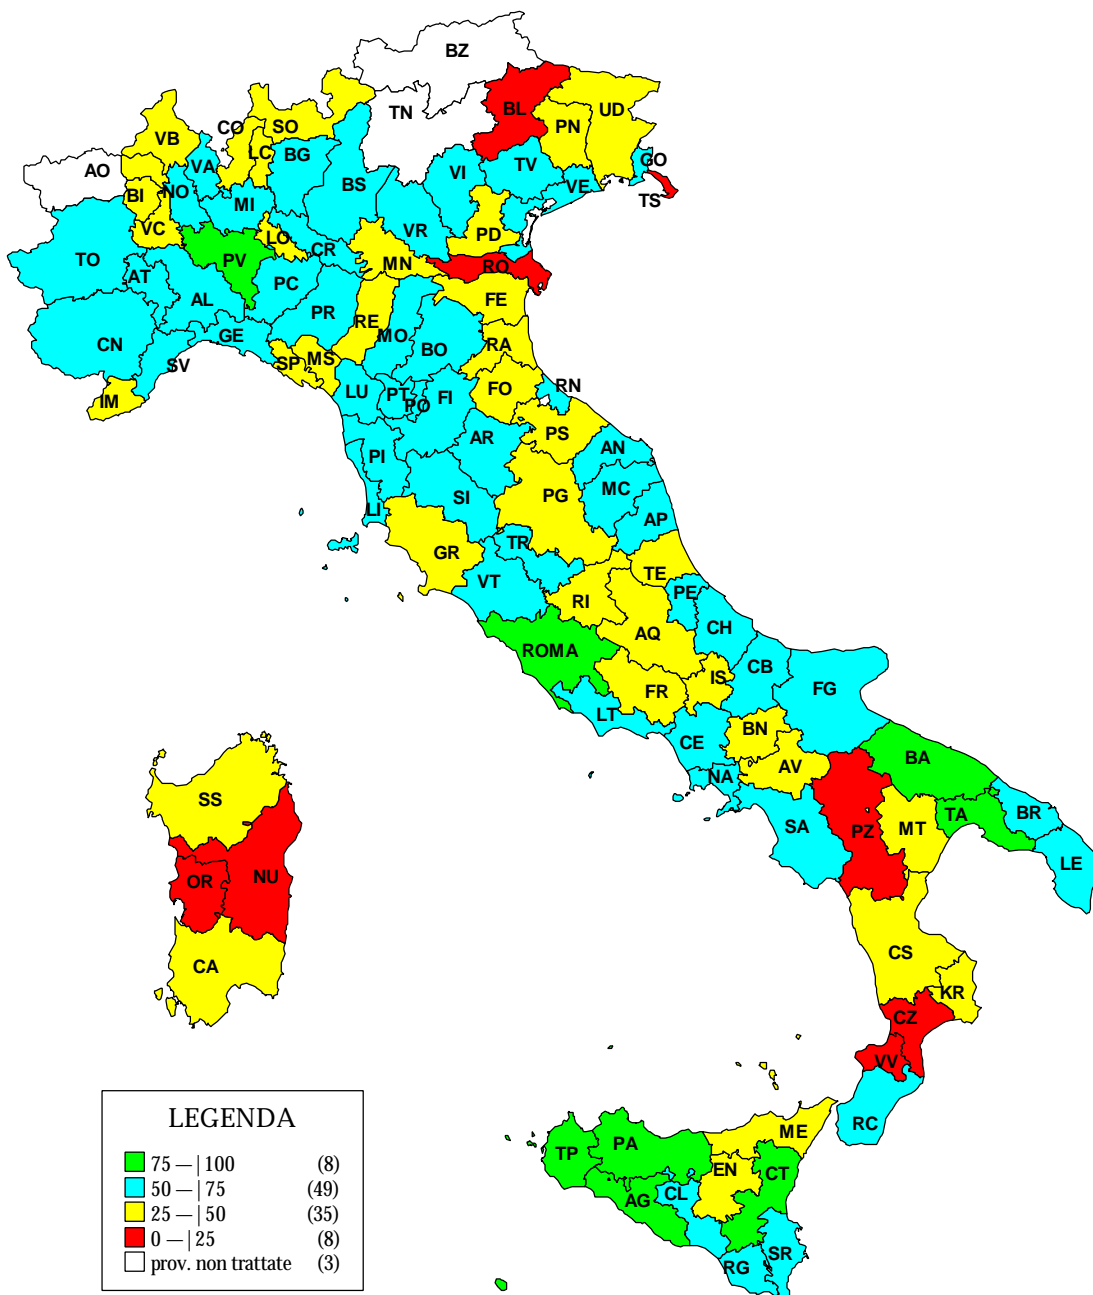 BZ
TN
BL
UD
PN
CO
SO
VB
LC
BG
VA
AO
BS
VI
TV
GO
VE
TS
BI
NO
MI
VC
LO
VR
PD
CR
TO
PV
MN
RO
AT
AL
PC
FE
PR
RE
MO
GE
CN
BO
RA
SV
SP
MS
FO
RN
IM
LU
PT
PO
FI
PS
AR
AN
PI
MC
SI
PG
LI
AP
GR
TR
TE
VT
RI
PE
CH
AQ
ROMA
CB
IS
FR
FG
LT
BN
CE
AV
BA
NA
SS
SA
PZ
MT
TA
BR
LE
OR
NU
CA
CS
KR
CZ
VV
RC
ME
TP
PA
EN
CT
AG
CL
SR
RG
LEGENDA
75 —| 100 (8)
50 —| 75 (49)
25 —| 50 (35)
0 —| 25 (8)
prov. non trattate (3)